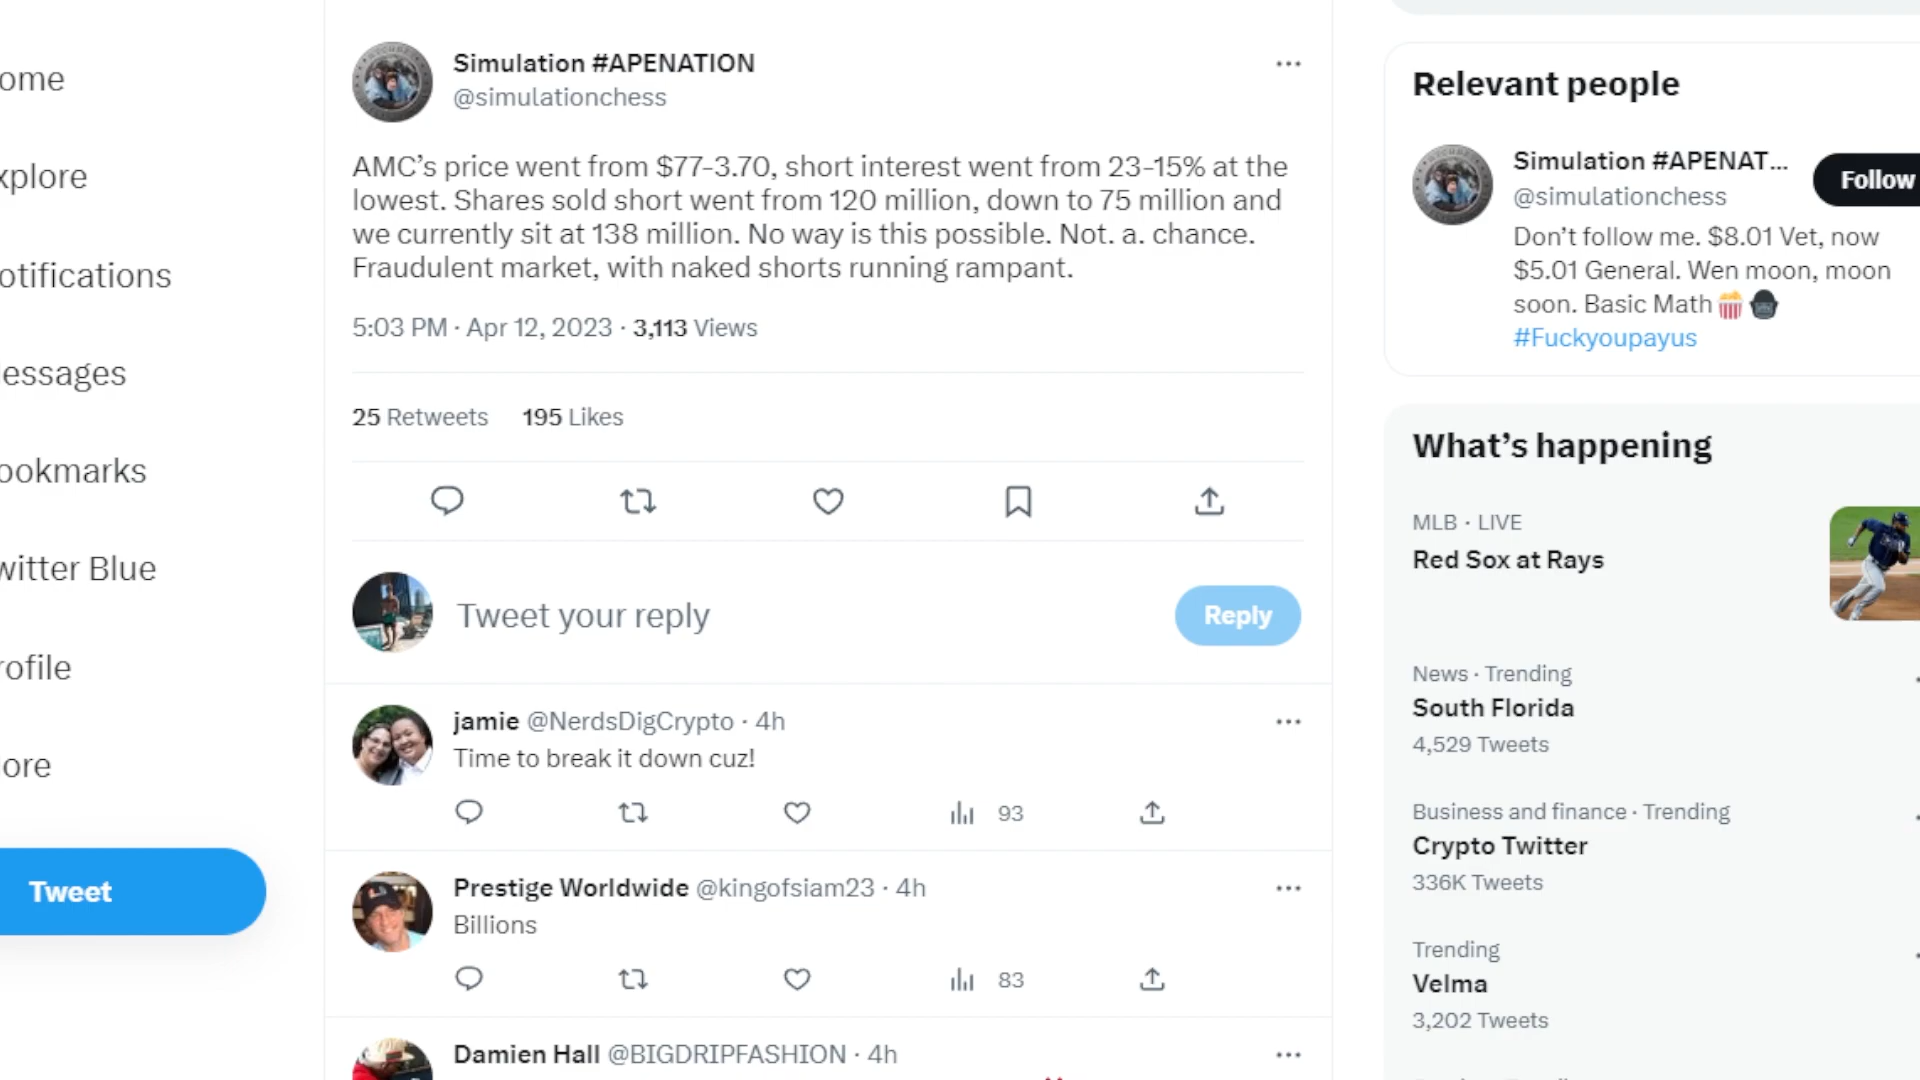 ome
xplore
otifications
essages
ookmarks
witter Blue
rofile
ore
Tweet
Simulation #APENATION
@simulationchess
AMC’s price went from $77-3.70, short interest went from 23-15% at the
lowest. Shares sold short went from 120 million, down to 75 million and
we currently sit at 138 million. No way is this possible. Not. a. chance.
Fraudulent market, with naked shorts running rampant.
5:03 PM · Apr 12, 2023 · 3,113 Views
25 Retweets 195 Likes
Tweet your reply
Reply
jamie @NerdsDigCrypto · 4h
Time to break it down cuz!
93
Prestige Worldwide @kingofsiam23 · 4h
Billions
83
Damien Hall @BIGDRIPFASHION · 4h
Relevant people
Simulation #APENAT...
@simulationchess
Follow
Don’t follow me. $8.01 Vet, now
$5.01 General. Wen moon, moon
soon. Basic Math
#Fuckyoupayus
What’s happening
MLB · LIVE
Red Sox at Rays
News · Trending
South Florida
4,529 Tweets
Business and finance · Trending
Crypto Twitter
336K Tweets
Trending
Velma
3,202 Tweets